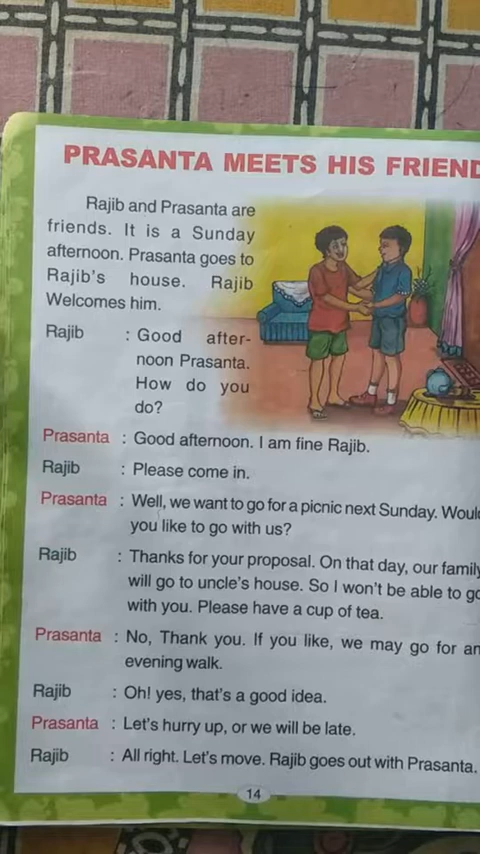 PRASANTA MEETS HIS FRIEND
Rajib and Prasanta are
friends. It is a Sunday
afternoon. Prasanta goes to
Rajib's house. Rajib
Welcomes him.
Rajib : Good after-
noon Prasanta.
How do you
do?
Prasanta : Good afternoon. I am fine Rajib.
Rajib : Please come in.
Prasanta : Well, we want to go for a picnic next Sunday. Would
you like to go with us?
Rajib : Thanks for your proposal. On that day, our family
will go to uncle's house. So I won't be able to go
with you. Please have a cup of tea.
Prasanta : No, Thank you. If you like, we may go for an
evening walk.
Rajib : Oh! yes, that's a good idea.
Prasanta : Let's hurry up, or we will be late.
Rajib : All right. Let's move. Rajib goes out with Prasanta.
14